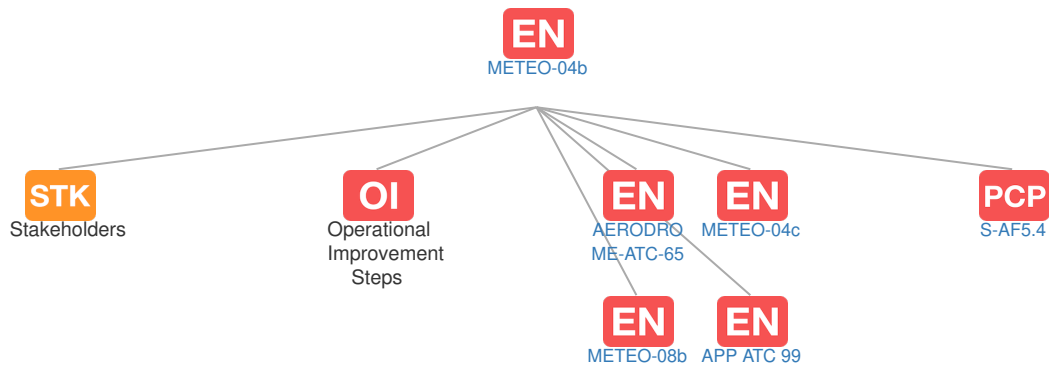 EN
METEO-04b
STK
Stakeholders
OI
Operational
Improvement
Steps
EN
AERODRO
ME-ATC-65
EN
METEO-04c
PCP
S-AF5.4
EN
METEO-08b
EN
APP ATC 99